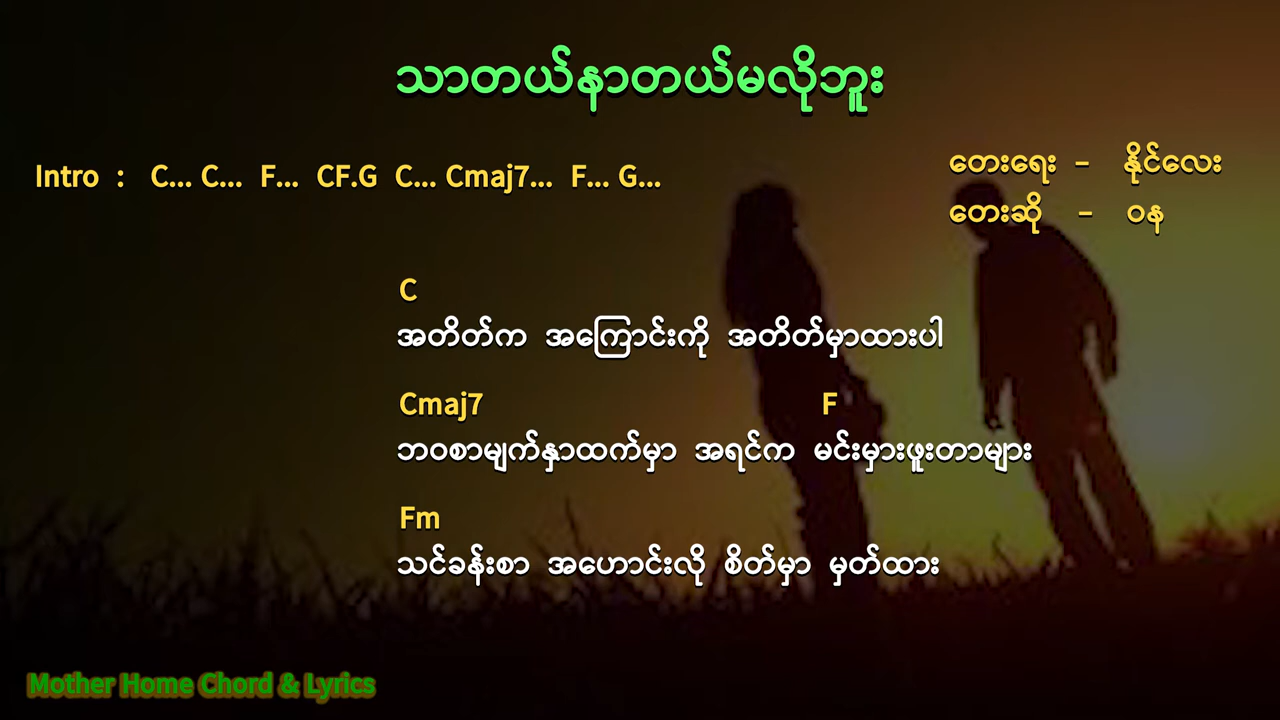 သာတယ်နာတယ်မလိုဘူး
Intro : C... C... F... CF.G C... Cmaj7... F... G...
တေးရေး - နိုင်လေး
တေးဆို - ဝန
C
အတိတ်က အကြောင်းကို အတိတ်မှာထားပါ
Cmaj7 F
ဘဝစာမျက်နှာထက်မှာ အရင်က မင်းမှားဖူးတာများ
Fm
သင်ခန်းစာ အဟောင်းလို စိတ်မှာ မှတ်ထား
Mother Home Chord & Lyrics